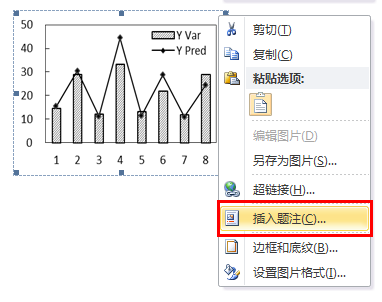 50
40
30
20
10
0
Y Var
Y Pred
1 2 3 4 5 6 7 8
剪切(T)
复制(C)
粘贴选项:
编辑图片(D)
另存为图片(S)...
超链接(H)...
插入题注(C)...
边框和底纹(B)...
设置图片格式(I)...